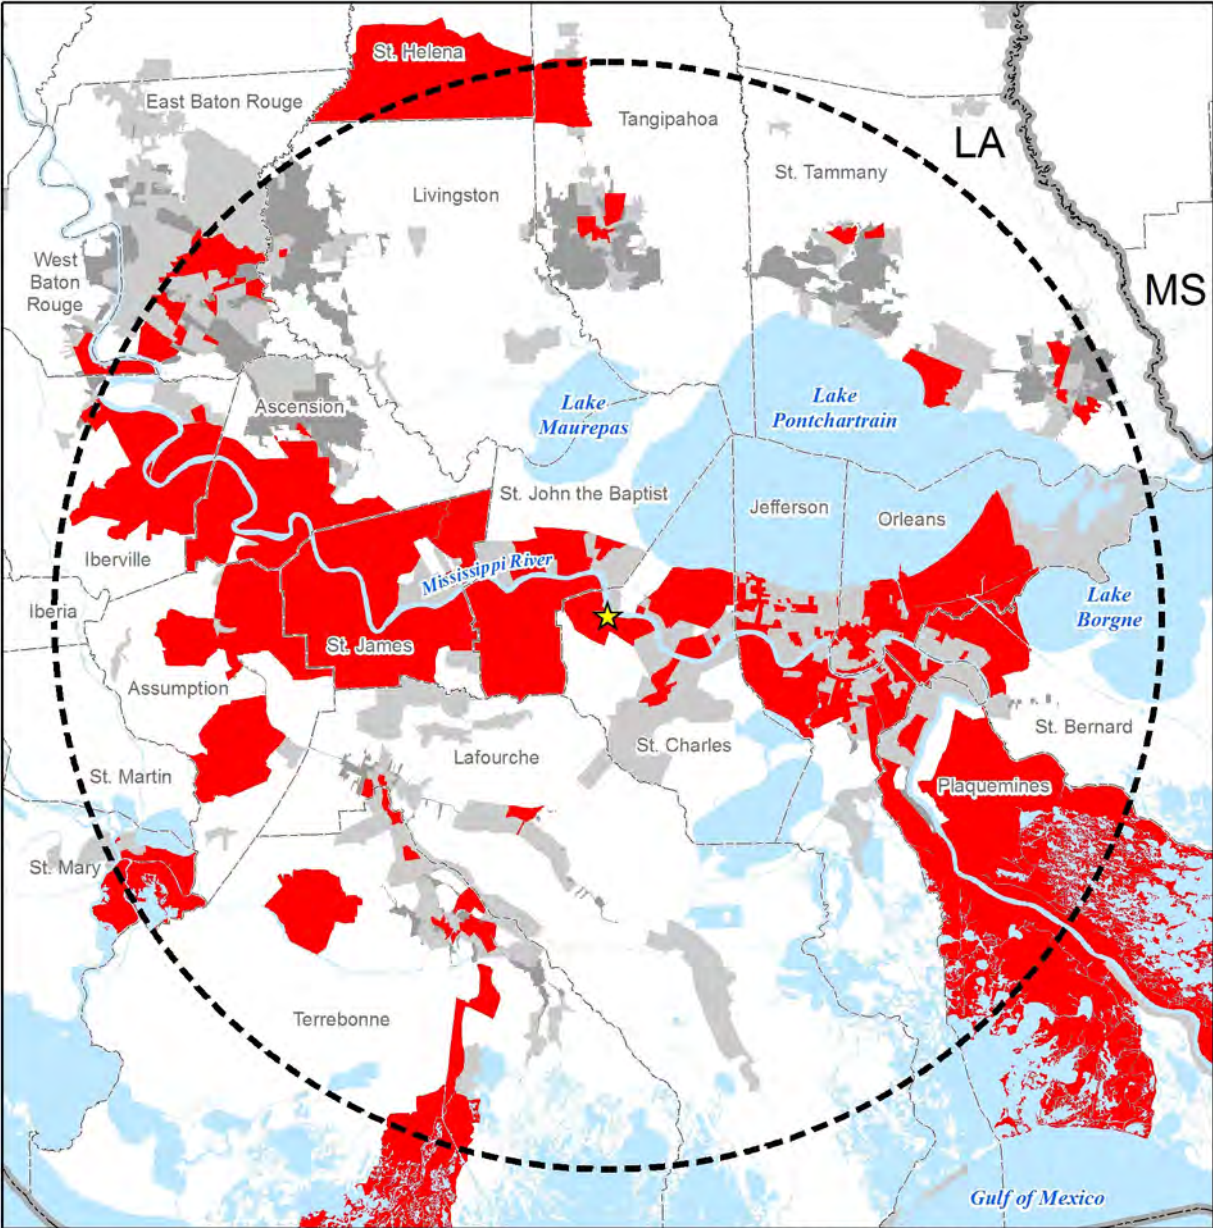 St. Helena
East Baton Rouge
Tangipahoa
LA
St. Tammany
Livingston
West
Baton
Rouge
MS
Lake
Maurepas
Lake
Pontchartrain
Ascension
St. John the Baptist
Jefferson
Orleans
Iberville
Mississippi River
Iberia
Lake
Borgne
St. James
Assumption
St. Bernard
St. Charles
Lafourche
St. Martin
Plaquemines
St. Mary
Terrebonne
Gulf of Mexico